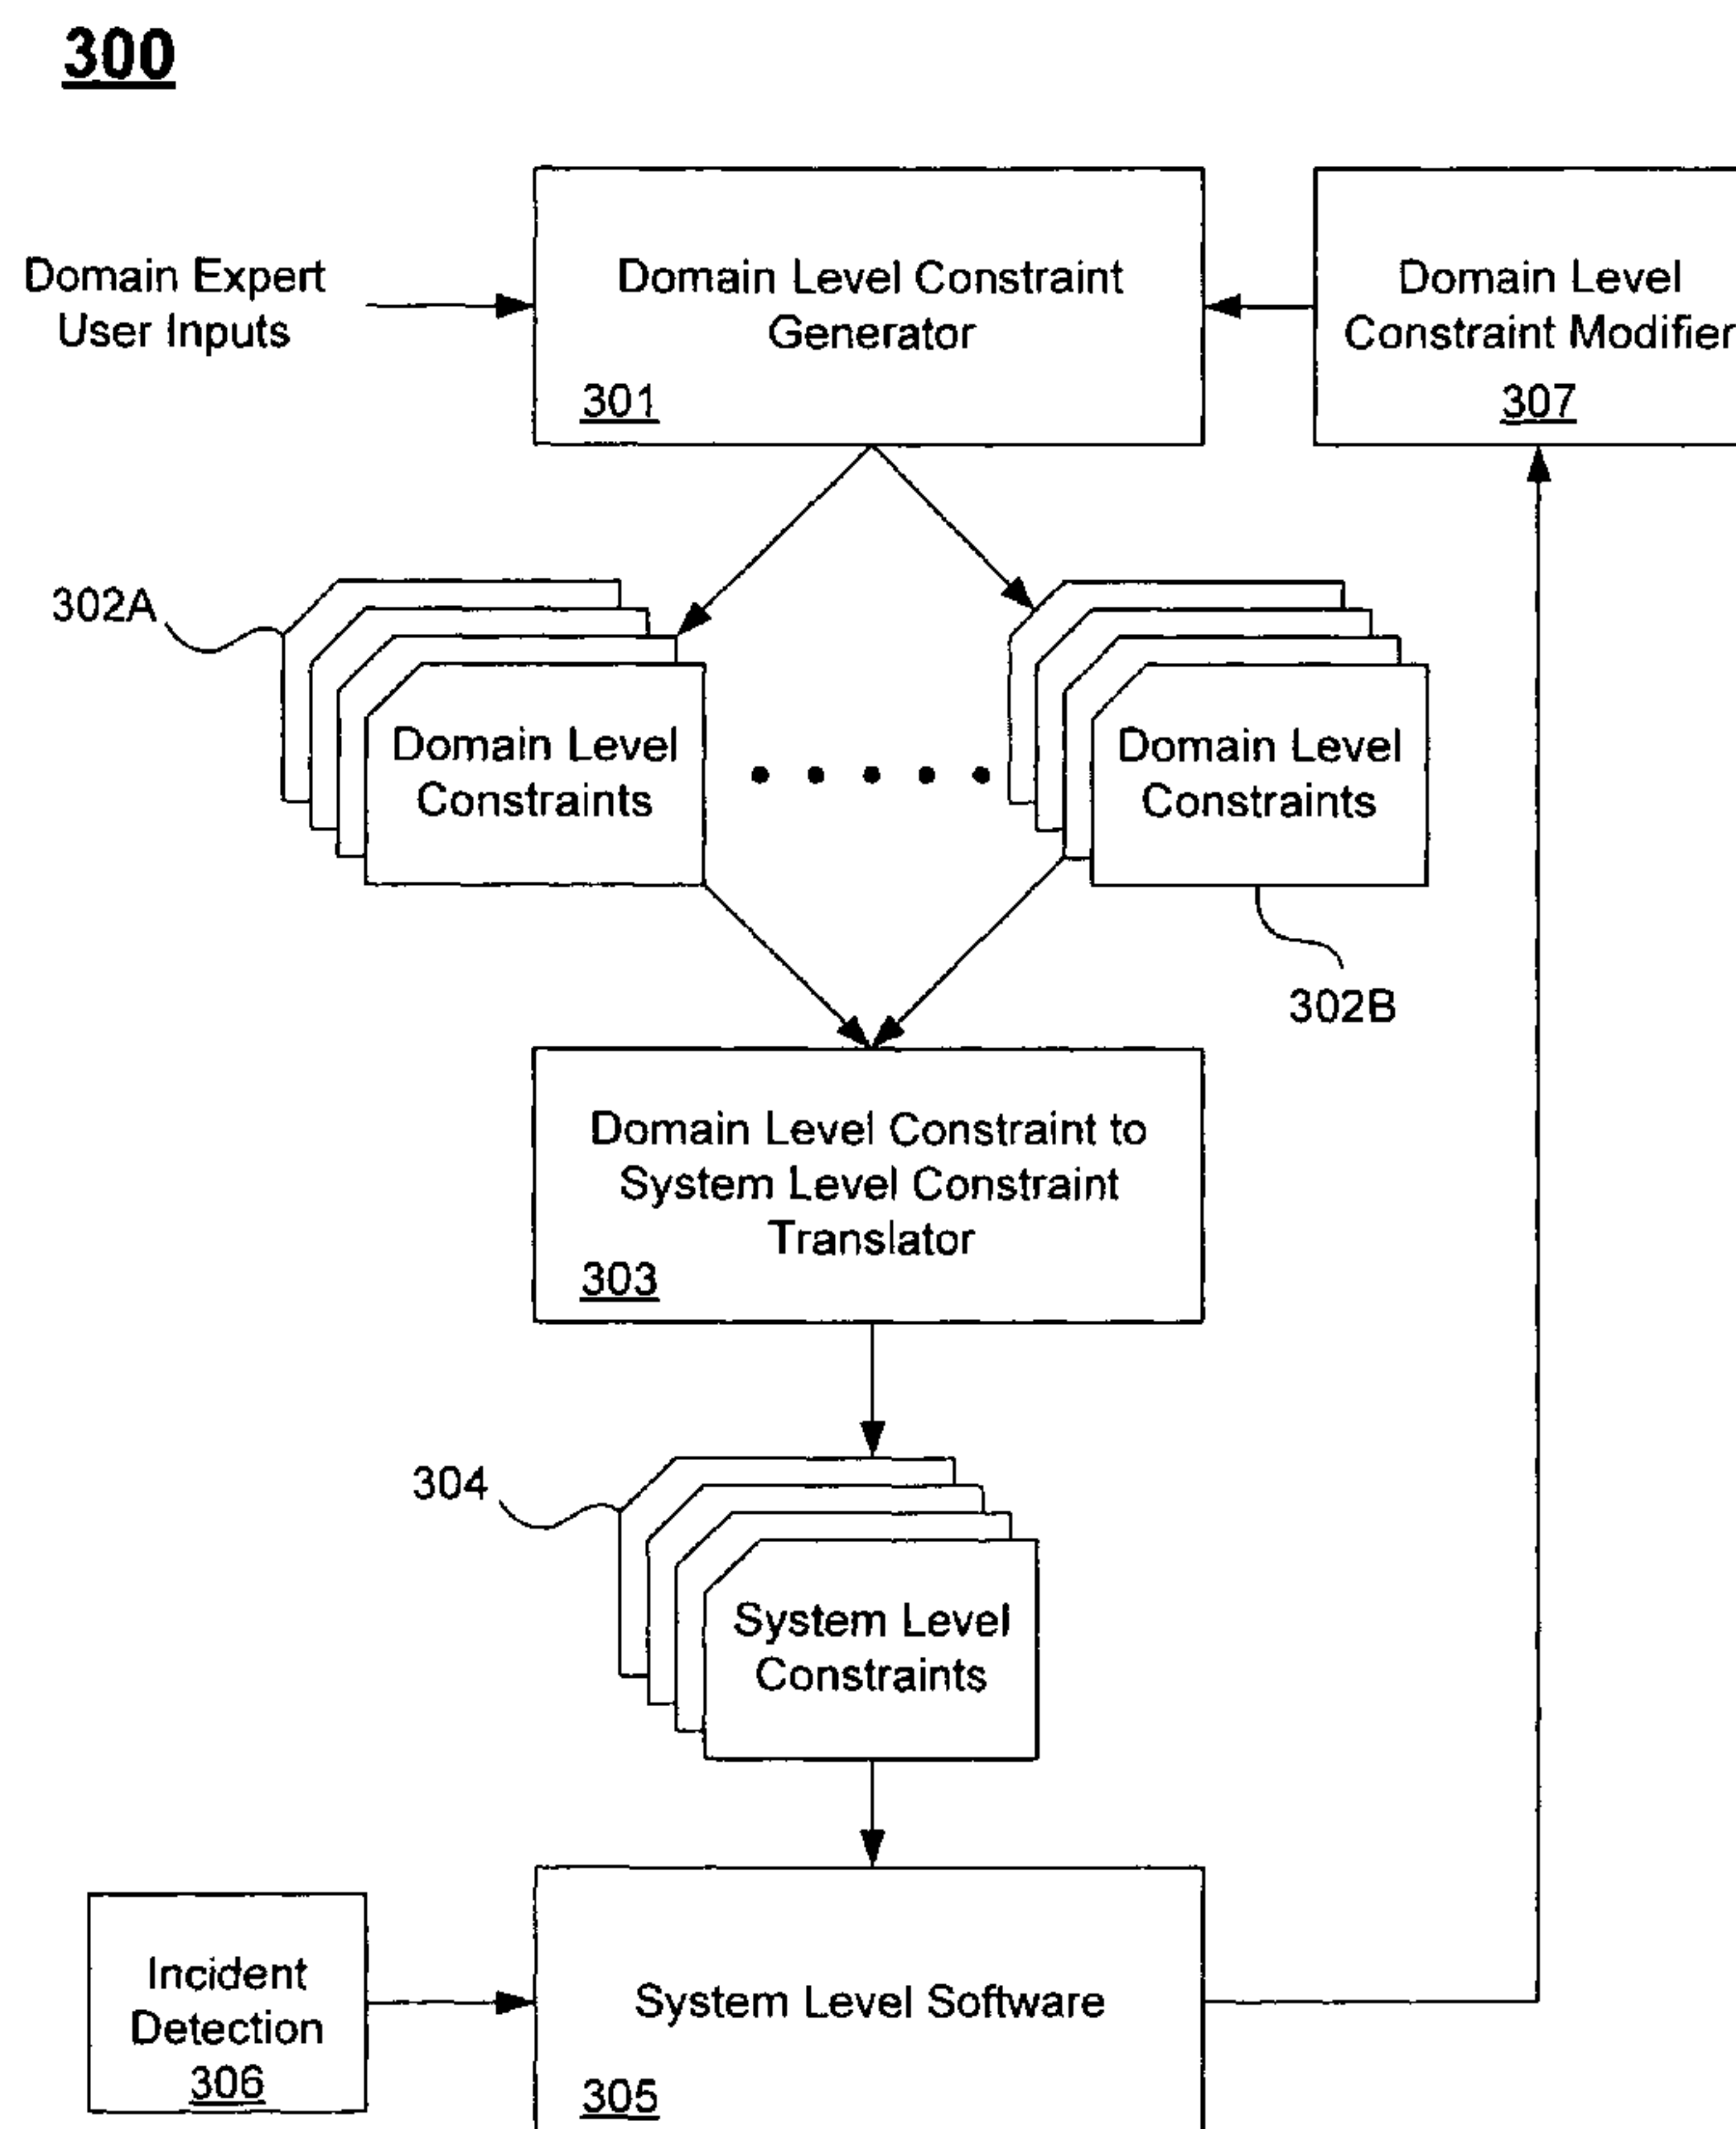 300
Domain Expert
User Inputs
Domain Level Constraint
Generator
301
Domain Level
Constraint Modifier
307
302A
Domain Level
Constraints
Domain Level
Constraints
302B
Domain Level Constraint to
System Level Constraint
Translator
303
304
System Level
Constraints
Incident
Detection
306
System Level Software
305